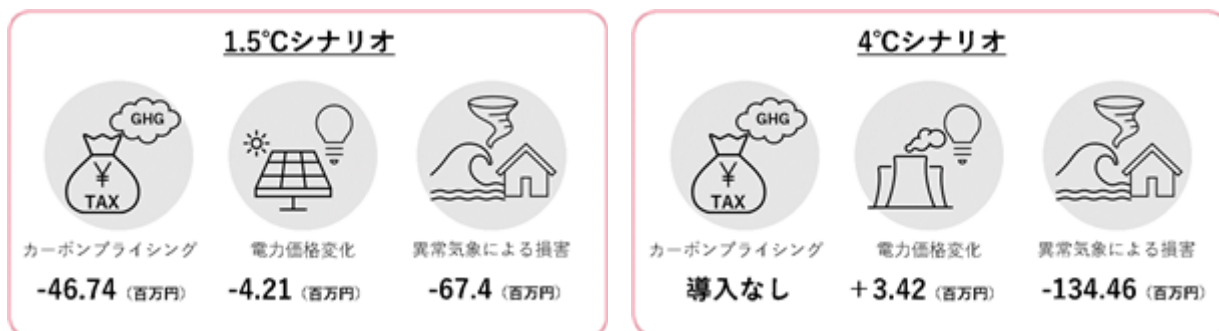 1.5℃シナリオ
GHG
¥
TAX
カーボンプライシング
電力価格変化
異常気象による損害
-46.74（百万円）
-4.21（百万円）
-67.4（百万円）
4℃シナリオ
GHG
¥
TAX
カーボンプライシング
電力価格変化
異常気象による損害
導入なし
＋3.42（百万円）
-134.46（百万円）